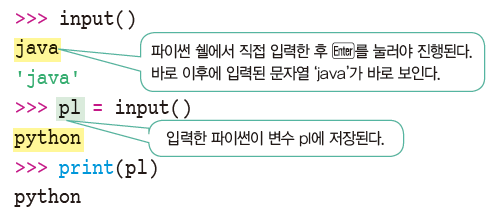 >>> input()
java
파이썬 쉘에서 직접 입력한 후 Enter를 눌러야 진행된다.
바로 이후에 입력된 문자열 'java'가 바로 보인다.
'java'
>>> pl = input()
python
입력한 파이썬이 변수 pl에 저장된다.
>>> print(pl)
python